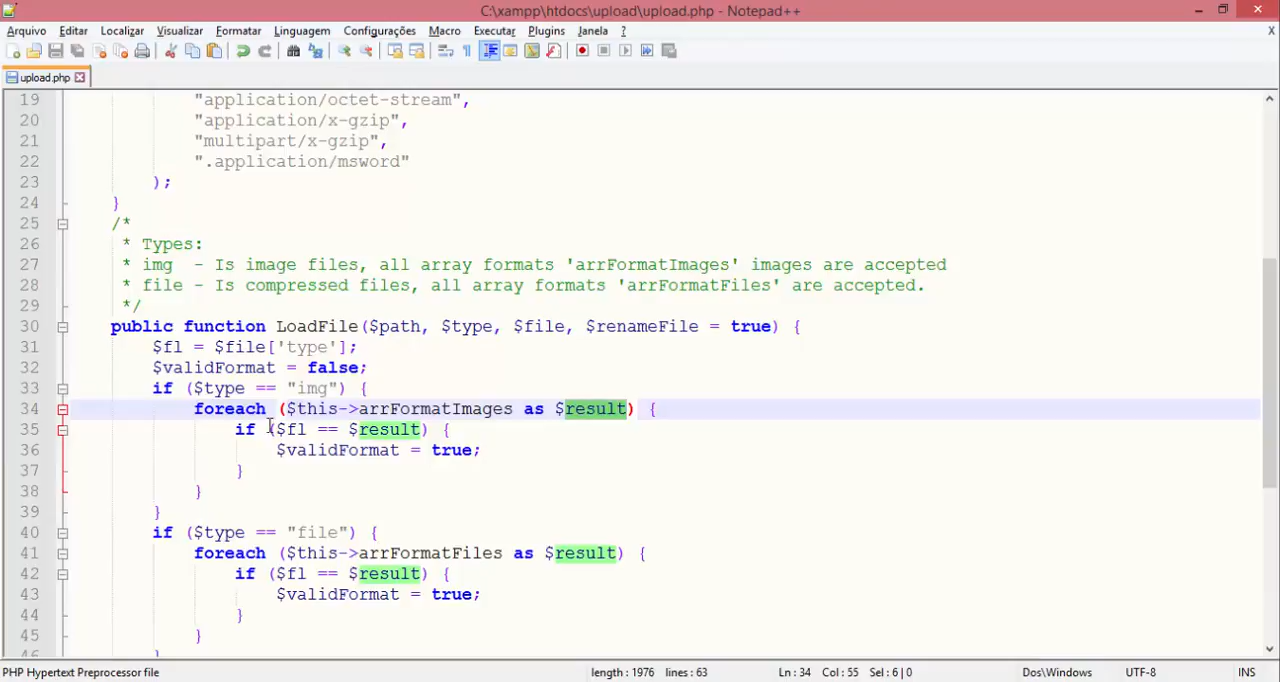 C:\xampp\htdocs\upload\upload.php - Notepad++
Arquivo Editar Localizar Visualizar Formatar Linguagem Configurações Macro Executar Plugins Janela ? X
upload.php
19 "application/octet-stream",
20 "application/x-gzip",
21 "multipart/x-gzip",
22 ".application/msword"
23 );
24 }
25 /*
26 * Types:
27 * img - Is image files, all array formats 'arrFormatImages' images are accepted
28 * file - Is compressed files, all array formats 'arrFormatFiles' are accepted.
29 */
30 public function LoadFile($path, $type, $file, $renameFile = true) {
31 $fl = $file['type'];
32 $validFormat = false;
33 if ($type == "img") {
34 foreach ($this->arrFormatImages as $result) {
35 if ($fl == $result) {
36 $validFormat = true;
37 }
38 }
39 }
40 if ($type == "file") {
41 foreach ($this->arrFormatFiles as $result) {
42 if ($fl == $result) {
43 $validFormat = true;
44 }
45 }
46 }
PHP Hypertext Preprocessor file length : 1976 lines : 63 Ln : 34 Col : 55 Sel : 6 | 0 Dos\Windows UTF-8 INS